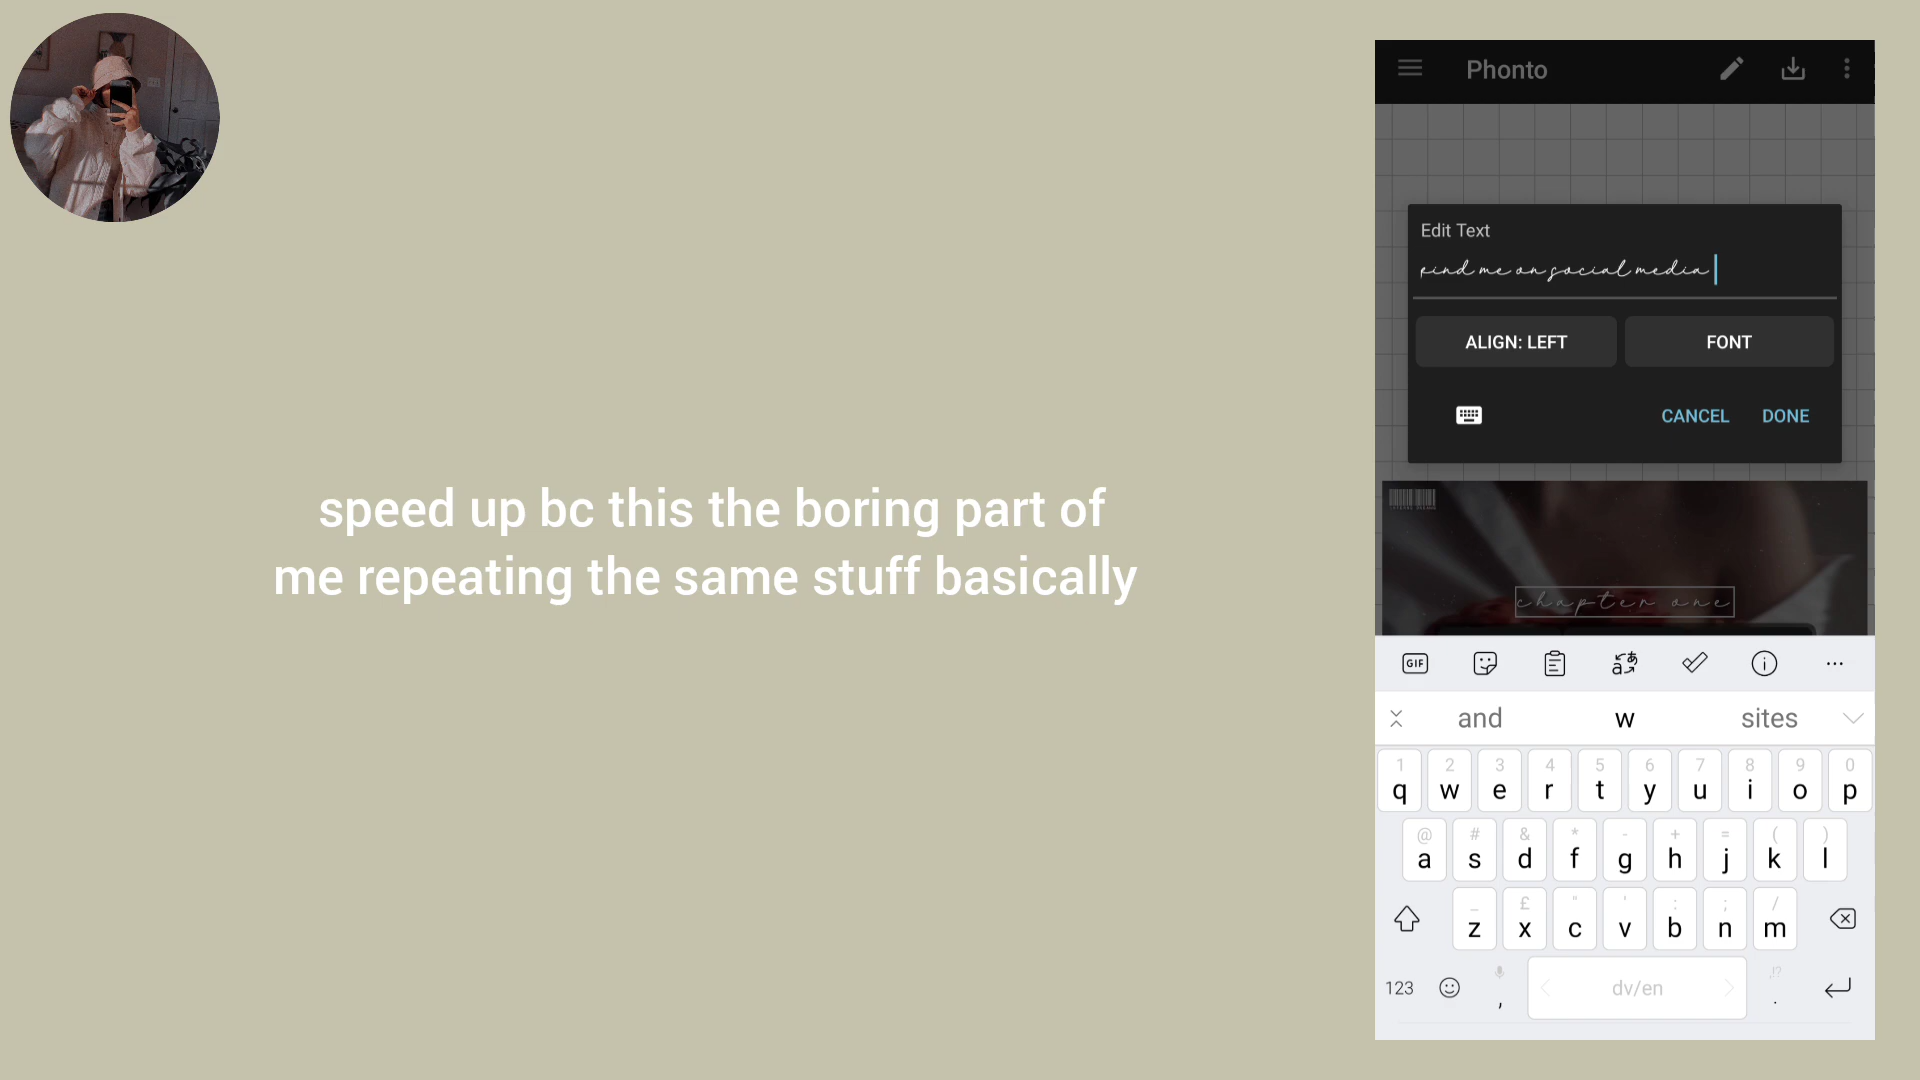 speed up bc this the boring part of
me repeating the same stuff basically
Phonto
Edit Text
find me on social media
ALIGN: LEFT
FONT
CANCEL
DONE
chapter one
GIF
and
w
sites
1 2 3 4 5 6 7 8 9 0
q w e r t y u i o p
@ # & * - + = ( )
a s d f g h j k l
_ £ " ' : ; /
z x c v b n m
123
,
dv/en
,!?
.